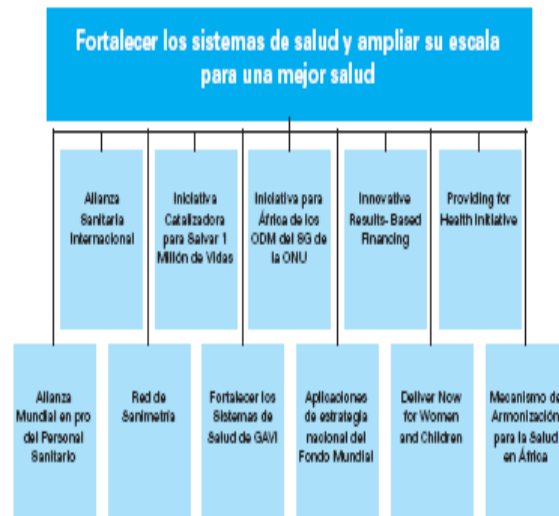 Fortalecer los sistemas de salud y ampliar su escala
para una mejor salud
Alianza
Sanitaria
Internacional
Iniciativa
Catalizadora
para Salvar 1
Millón de Vidas
Iniciativa para
África de los
ODM del SG de
la ONU
Innovative
Results- Based
Financing
Providing for
Health Initiative
Alianza
Mundial en pro
del Personal
Sanitario
Red de
Sanimetría
Fortalecer los
Sistemas de
Salud de GAVI
Aplicaciones
de estrategia
nacional del
Fondo Mundial
Deliver Now
for Women
and Children
Mecanismo de
Armonización
para la Salud
en África